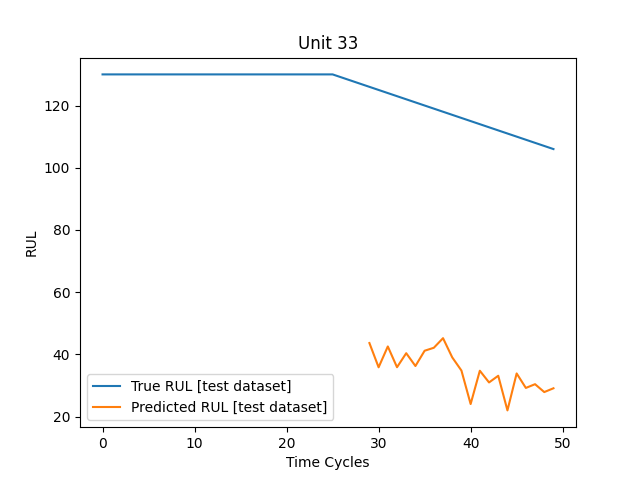 Unit 33
RUL
120
100
80
60
40
20
True RUL [test dataset]
Predicted RUL [test dataset]
0 10 20 30 40 50
Time Cycles